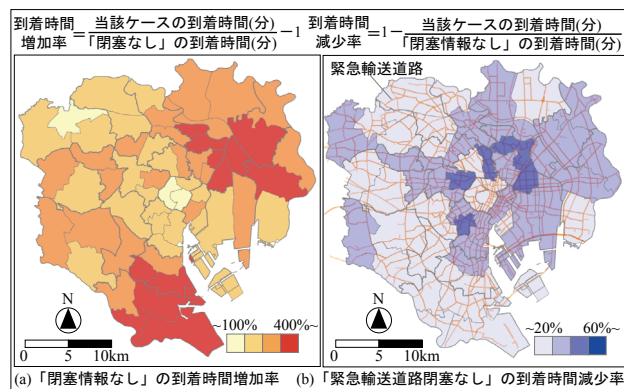 到着時間増加率=当該ケースの到着時間(分)/「閉塞なし」の到着時間(分)−1
到着時間減少率=1−当該ケースの到着時間(分)/「閉塞情報なし」の到着時間(分)
緊急輸送道路
N
0 5 10km
~100% 400%~
N
0 5 10km
~20% 60%~
(a)「閉塞情報なし」の到着時間増加率
(b)「緊急輸送道路閉塞なし」の到着時間減少率